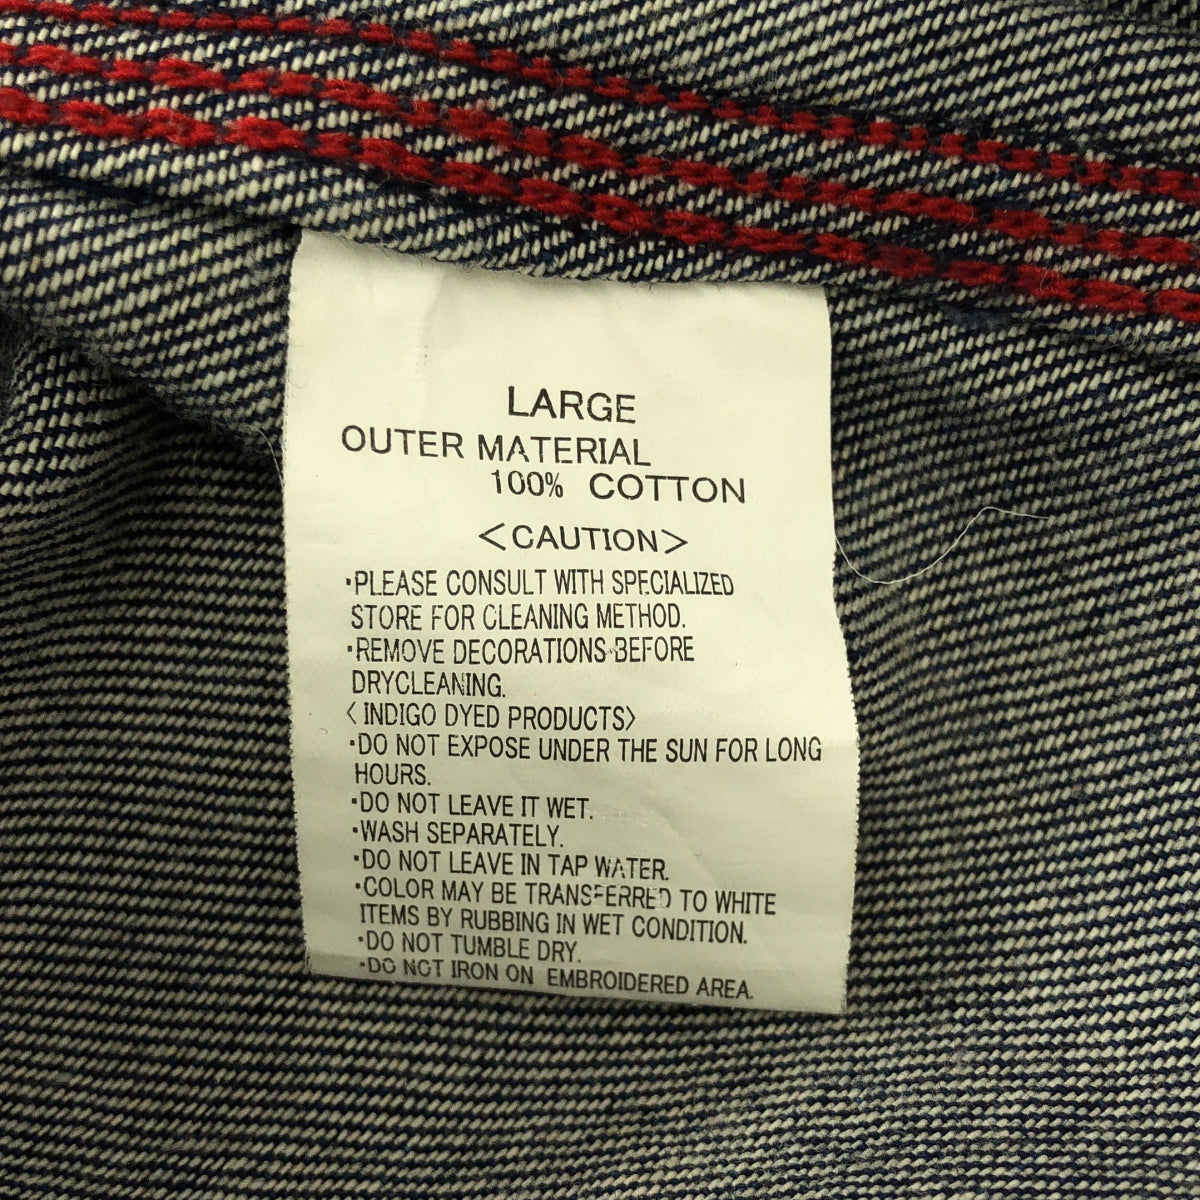 LARGE
OUTER MATERIAL
100% COTTON
<CAUTION>
・PLEASE CONSULT WITH SPECIALIZED
STORE FOR CLEANING METHOD.
・REMOVE DECORATIONS BEFORE
DRYCLEANING.
< INDIGO DYED PRODUCTS>
・DO NOT EXPOSE UNDER THE SUN FOR LONG
HOURS.
・DO NOT LEAVE IT WET.
・WASH SEPARATELY.
・DO NOT LEAVE IN TAP WATER.
・COLOR MAY BE TRANSFERRED TO WHITE
ITEMS BY RUBBING IN WET CONDITION.
・DO NOT TUMBLE DRY.
・DO NOT IRON ON EMBROIDERED AREA.